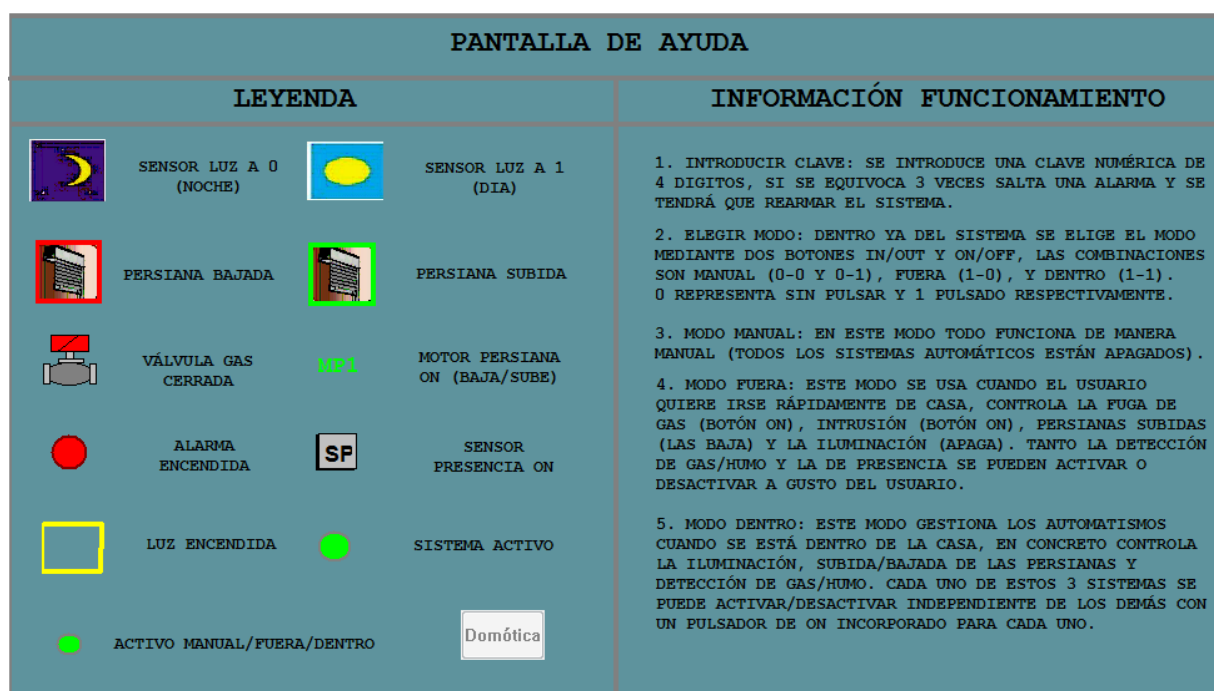 PANTALLA DE AYUDA
LEYENDA
SENSOR LUZ A 0
(NOCHE)
SENSOR LUZ A 1
(DIA)
PERSIANA BAJADA
PERSIANA SUBIDA
VÁLVULA GAS
CERRADA
MP1
MOTOR PERSIANA
ON (BAJA/SUBE)
ALARMA
ENCENDIDA
SP
SENSOR
PRESENCIA ON
LUZ ENCENDIDA
SISTEMA ACTIVO
ACTIVO MANUAL/FUERA/DENTRO
Domótica
INFORMACIÓN FUNCIONAMIENTO
1. INTRODUCIR CLAVE: SE INTRODUCE UNA CLAVE NUMÉRICA DE
4 DIGITOS, SI SE EQUIVOCA 3 VECES SALTA UNA ALARMA Y SE
TENDRÁ QUE REARMAR EL SISTEMA.
2. ELEGIR MODO: DENTRO YA DEL SISTEMA SE ELIGE EL MODO
MEDIANTE DOS BOTONES IN/OUT Y ON/OFF, LAS COMBINACIONES
SON MANUAL (0-0 Y 0-1), FUERA (1-0), Y DENTRO (1-1).
0 REPRESENTA SIN PULSAR Y 1 PULSADO RESPECTIVAMENTE.
3. MODO MANUAL: EN ESTE MODO TODO FUNCIONA DE MANERA
MANUAL (TODOS LOS SISTEMAS AUTOMÁTICOS ESTÁN APAGADOS).
4. MODO FUERA: ESTE MODO SE USA CUANDO EL USUARIO
QUIERE IRSE RÁPIDAMENTE DE CASA, CONTROLA LA FUGA DE
GAS (BOTÓN ON), INTRUSIÓN (BOTÓN ON), PERSIANAS SUBIDAS
(LAS BAJA) Y LA ILUMINACIÓN (APAGA). TANTO LA DETECCIÓN
DE GAS/HUMO Y LA DE PRESENCIA SE PUEDEN ACTIVAR O
DESACTIVAR A GUSTO DEL USUARIO.
5. MODO DENTRO: ESTE MODO GESTIONA LOS AUTOMATISMOS
CUANDO SE ESTÁ DENTRO DE LA CASA, EN CONCRETO CONTROLA
LA ILUMINACIÓN, SUBIDA/BAJADA DE LAS PERSIANAS Y
DETECCIÓN DE GAS/HUMO. CADA UNO DE ESTOS 3 SISTEMAS SE
PUEDE ACTIVAR/DESACTIVAR INDEPENDIENTE DE LOS DEMÁS CON
UN PULSADOR DE ON INCORPORADO PARA CADA UNO.